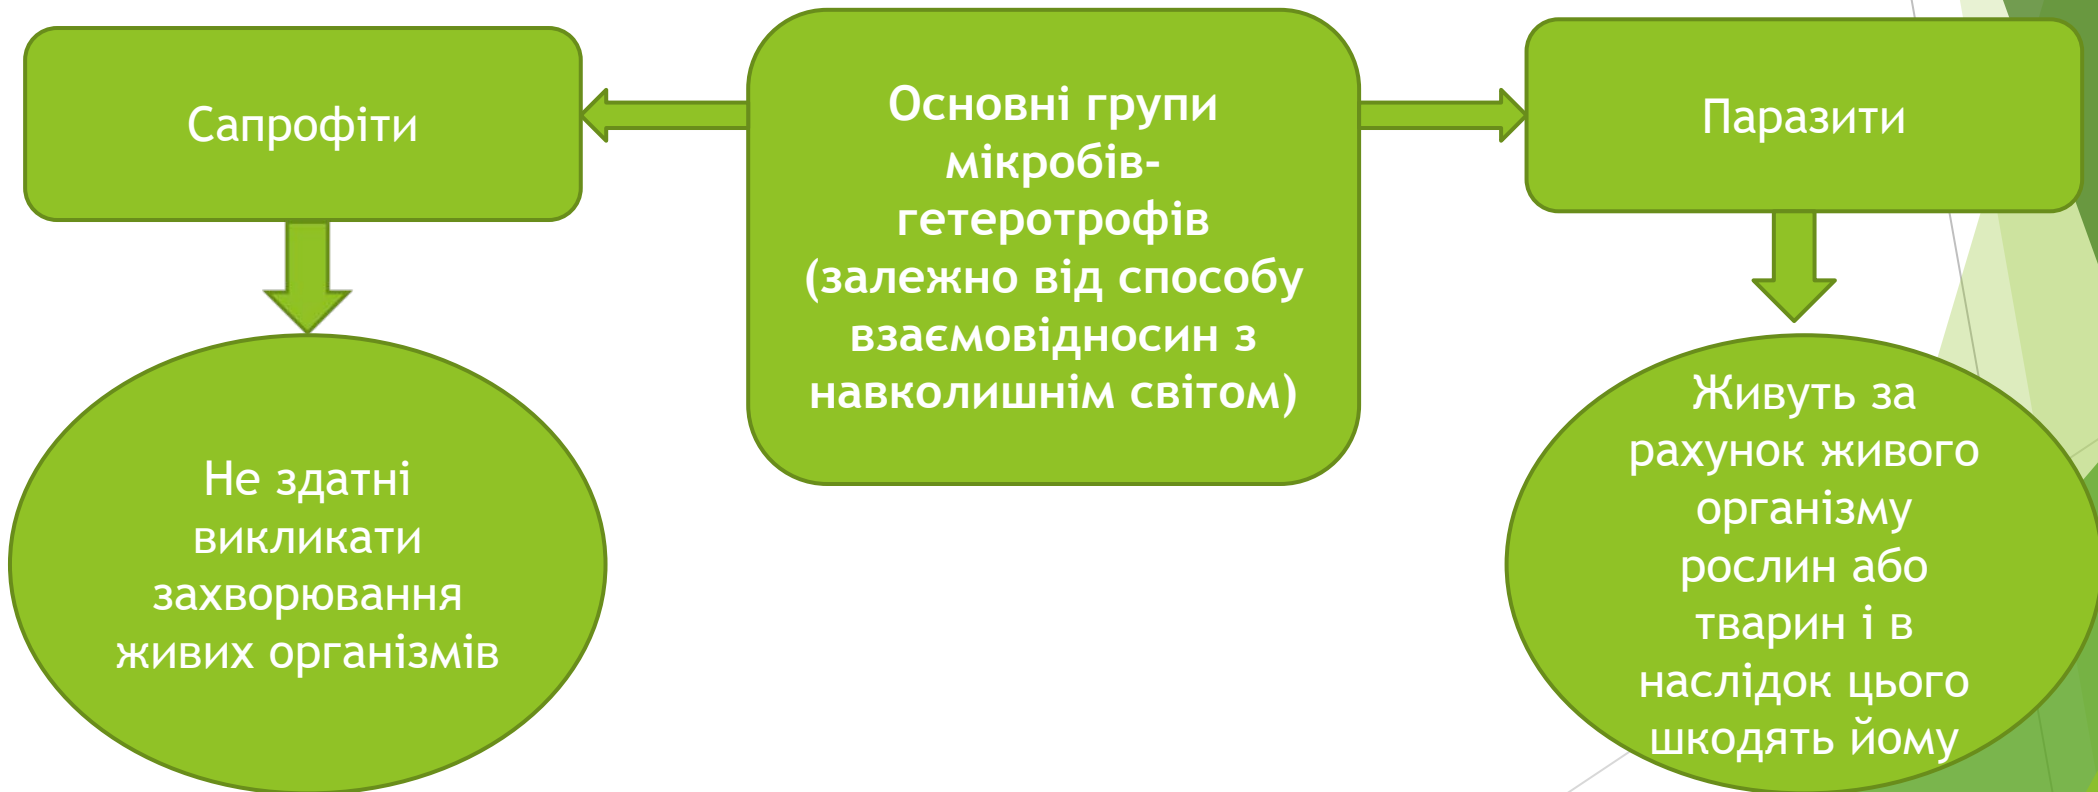 Сапрофіти
Основні групи
мікробів-
гетеротрофів
(залежно від способу
взаємовідносин з
навколишнім світом)
Паразити
Не здатні
викликати
захворювання
живих організмів
Живуть за
рахунок живого
організму
рослин або
тварин і в
наслідок цього
шкодять йому